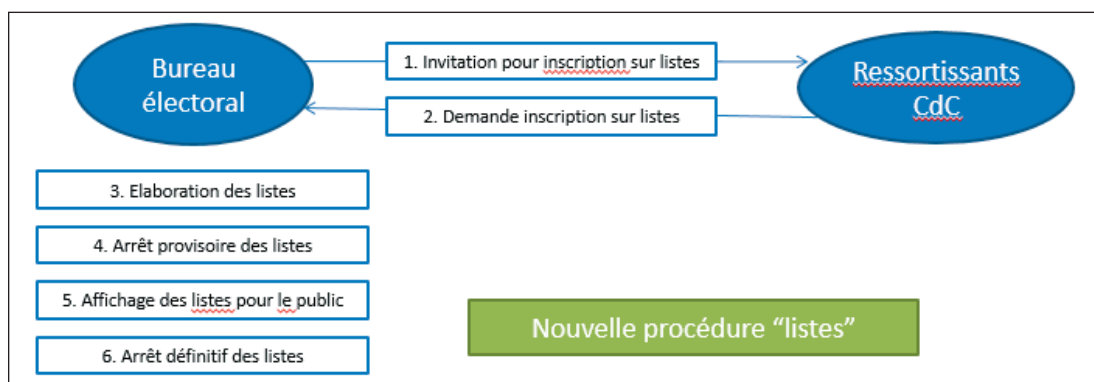 Bureau
électoral
1. Invitation pour inscription sur listes
Ressortissants
CdC
2. Demande inscription sur listes
3. Elaboration des listes
4. Arrêt provisoire des listes
5. Affichage des listes pour le public
6. Arrêt définitif des listes
Nouvelle procédure “listes”